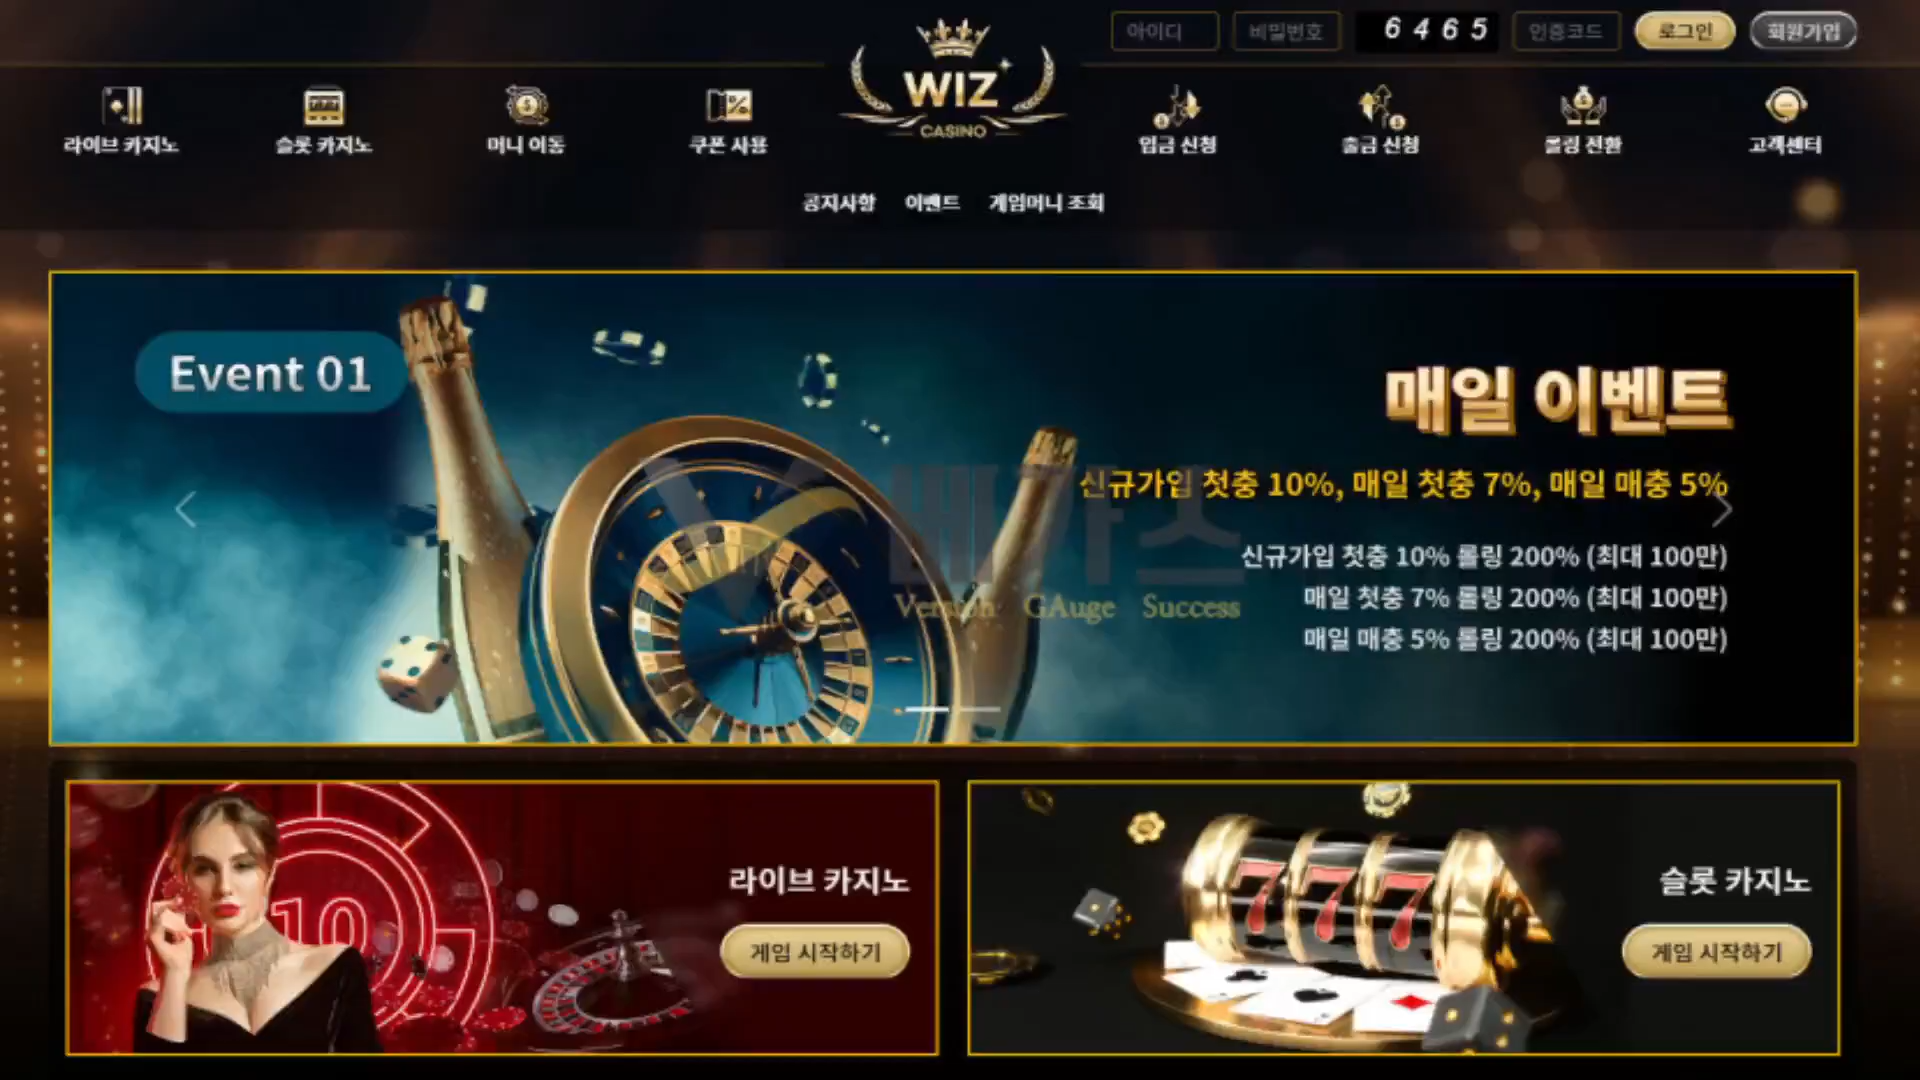 아이디 비밀번호 6465 인증코드 로그인 회원가입
WIZ
CASINO
라이브 카지노 슬롯 카지노 머니 이동 쿠폰 사용 입금 신청 출금 신청 롤링 전환 고객센터
공지사항 이벤트 게임머니 조회
Event 01
매일 이벤트
신규가입 첫충 10%, 매일 첫충 7%, 매일 매충 5%
베가스
신규가입 첫충 10% 롤링 200% (최대 100만)
매일 첫충 7% 롤링 200% (최대 100만)
Version GAuge Success
매일 매충 5% 롤링 200% (최대 100만)
10
라이브 카지노
게임 시작하기
777
슬롯 카지노
게임 시작하기